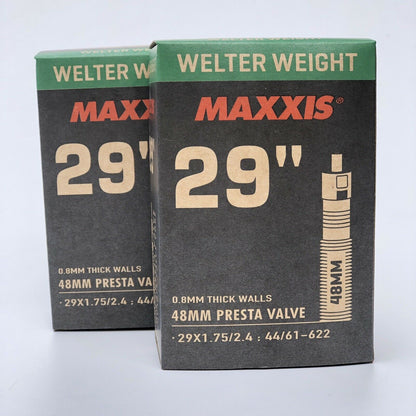 WELTER WEIGHT
MAXXIS
29"
0.8MM THICK WALLS
48MM PRESTA VAL
· 29X1.75/2.4 ; 44/
WELTER WEIGHT
MAXXIS®
29"
48MM
0.8MM THICK WALLS
48MM PRESTA VALVE
· 29X1.75/2.4 ; 44/61-622